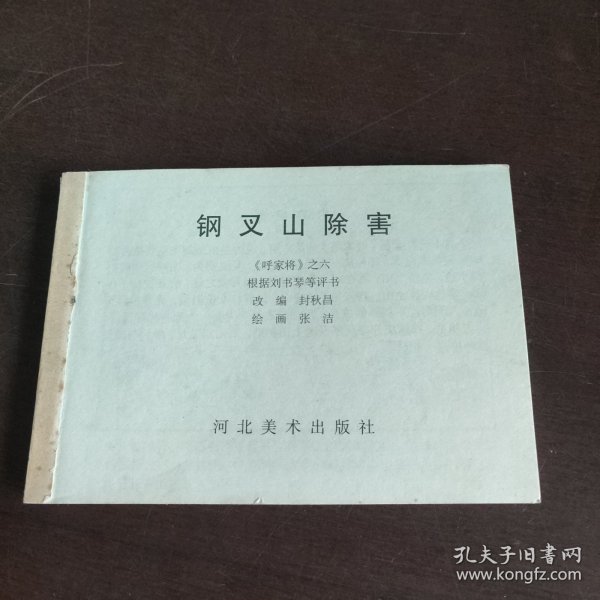 钢叉山除害
《呼家将》之六
根据刘书琴等评书
改 编 封秋昌
绘 画 张 洁
河北美术出版社
孔夫子旧書网
www.kongfz.com